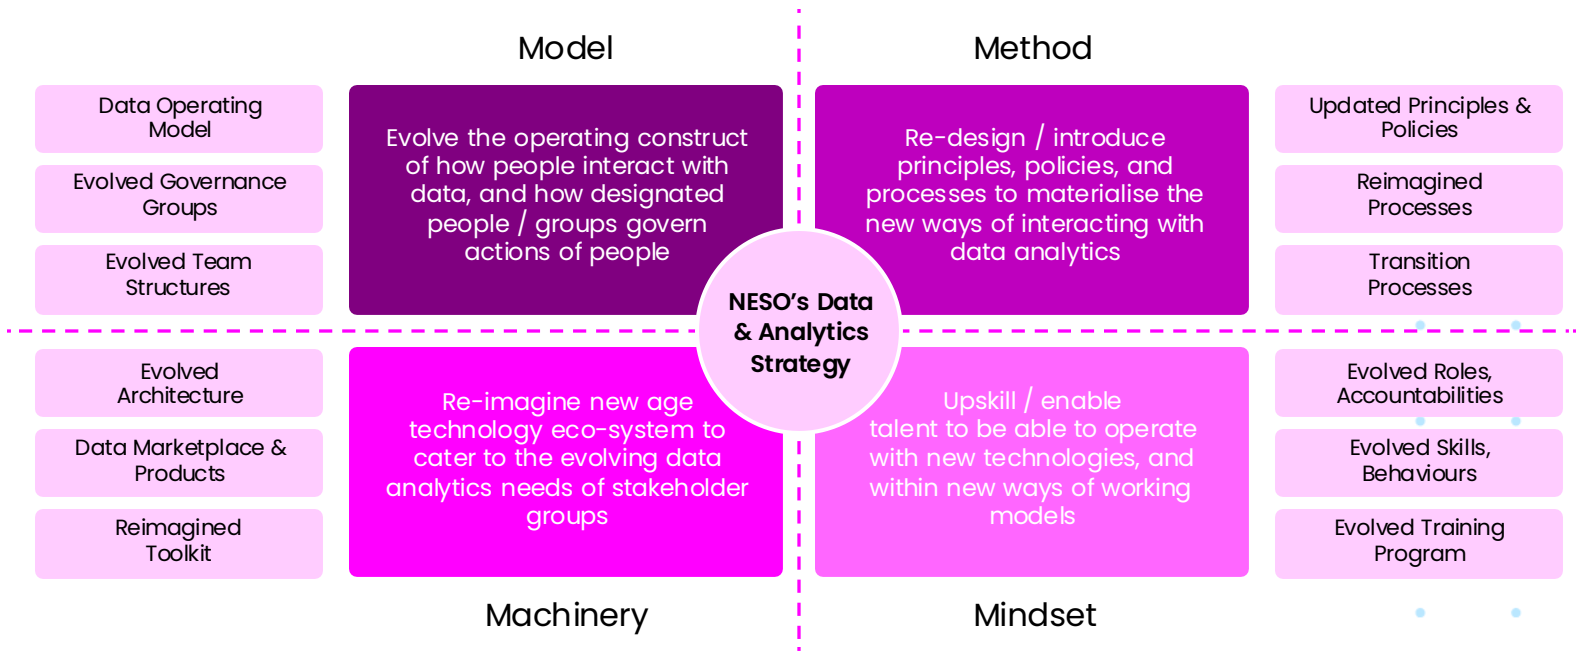 Model
Data Operating
Model
Evolved Governance
Groups
Evolved Team
Structures
Evolve the operating construct
of how people interact with
data, and how designated
people / groups govern
actions of people
Method
Re-design / introduce
principles, policies, and
processes to materialise the
new ways of interacting with
data analytics
Updated Principles &
Policies
Reimagined
Processes
Transition
Processes
NESO’s Data
& Analytics
Strategy
Evolved
Architecture
Data Marketplace &
Products
Reimagined
Toolkit
Re-imagine new age
technology eco-system to
cater to the evolving data
analytics needs of stakeholder
groups
Machinery
Upskill / enable
talent to be able to operate
with new technologies, and
within new ways of working
models
Mindset
Evolved Roles,
Accountabilities
Evolved Skills,
Behaviours
Evolved Training
Program